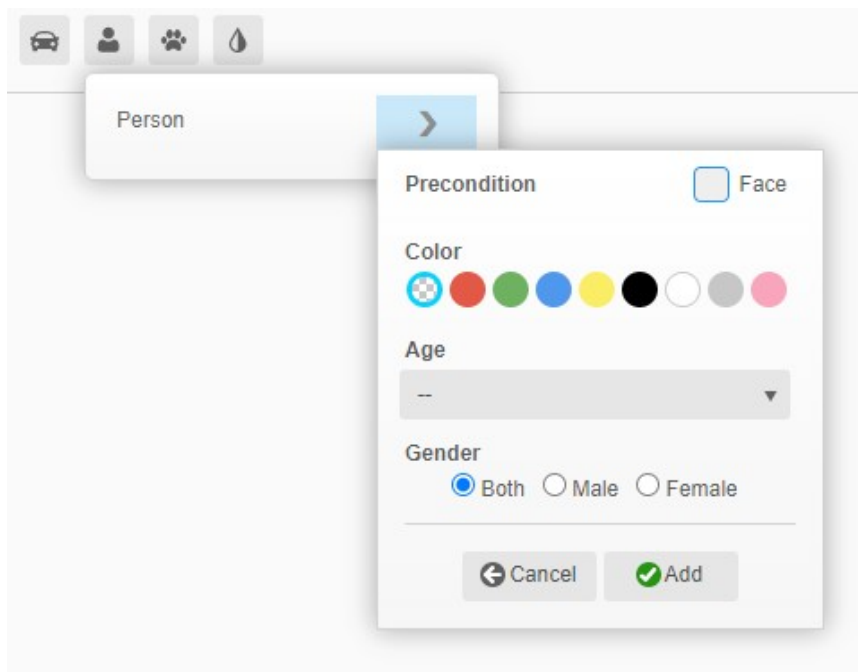 Person
Precondition Face
Color
Age
--
Gender
Both Male Female
Cancel Add